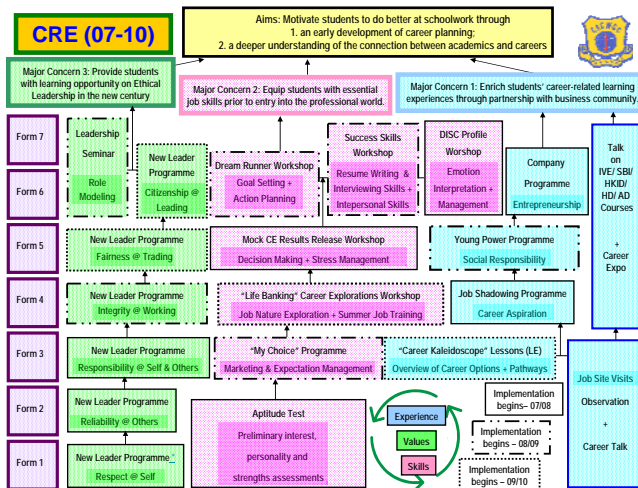 CRE (07-10)
Aims: Motivate students to do better at schoolwork through
1. an early development of career planning;
2. a deeper understanding of the connection between academics and careers
Major Concern 3: Provide students
with learning opportunity on Ethical
Leadership in the new century
Major Concern 2: Equip students with essential
job skills prior to entry into the professional world.
Major Concern 1: Enrich students' career-related learning
experiences through partnership with business community.
Form 7
Form 6
Form 5
Form 4
Form 3
Form 2
Form 1
Leadership
Seminar
Role
Modeling
New Leader
Programme
Citizenship @
Leading
Dream Runner Workshop
Goal Setting +
Action Planning
Success Skills
Workshop
Resume Writing &
Interviewing Skills +
Intepersonal Skills
DISC Profile
Worshop
Emotion
Interpretation +
Management
Company
Programme
Entrepreneurship
Talk
on
IVE/ SBI/
HKID/
HD/ AD
Courses
+
Career
Expo
New Leader Programme
Fairness @ Trading
Mock CE Results Release Workshop
Decision Making + Stress Management
Young Power Programme
Social Responsibility
New Leader Programme
Integrity @ Working
"Life Banking" Career Explorations Workshop
Job Nature Exploration + Summer Job Training
Job Shadowing Programme
Career Aspiration
New Leader Programme
Responsibility @ Self & Others
"My Choice" Programme
Marketing & Expectation Management
"Career Kaleidoscope" Lessons (LE)
Overview of Career Options + Pathways
Job Site Visits
Observation
+
Career Talk
New Leader Programme
Reliability @ Others
Aptitude Test
Preliminary interest,
personality and
strengths assessments
Experience
Values
Skills
Implementation
begins– 07/08
Implementation
begins – 08/09
Implementation
begins – 09/10
New Leader Programme
Respect @ Self